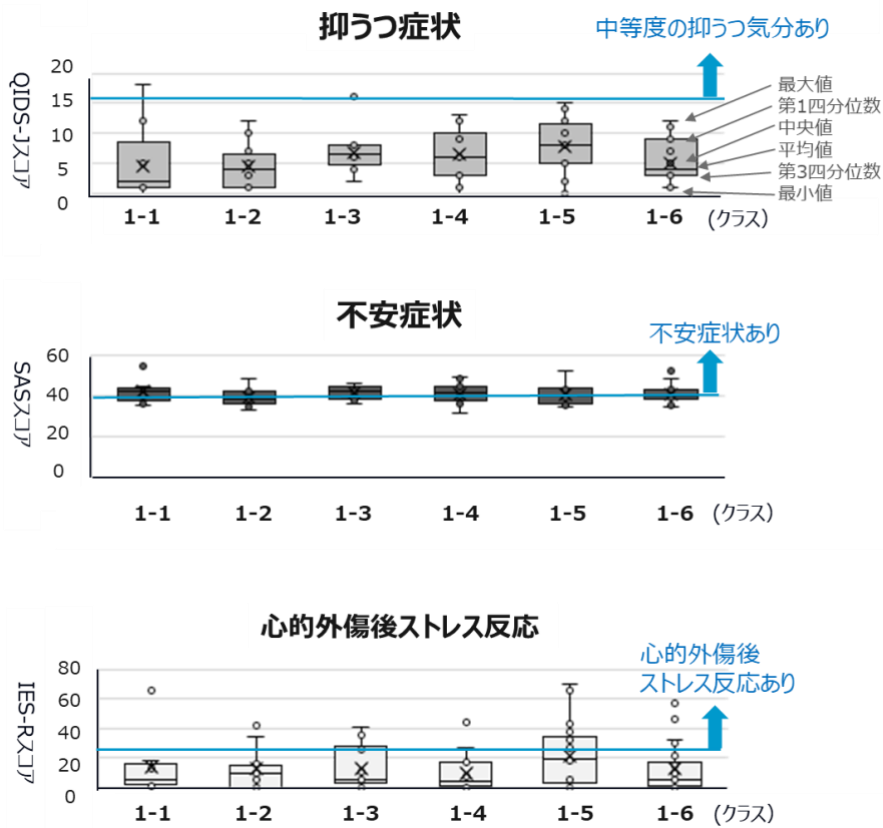 抑うつ症状
中等度の抑うつ気分あり
QIDS-Jスコア
20
15
10
5
0
最大値
第1四分位数
中央値
平均値
第3四分位数
最小値
1-1 1-2 1-3 1-4 1-5 1-6 (クラス)
不安症状
不安症状あり
SASスコア
60
40
20
0
1-1 1-2 1-3 1-4 1-5 1-6 (クラス)
心的外傷後ストレス反応
心的外傷後
ストレス反応あり
IES-Rスコア
80
60
40
20
0
1-1 1-2 1-3 1-4 1-5 1-6 (クラス)